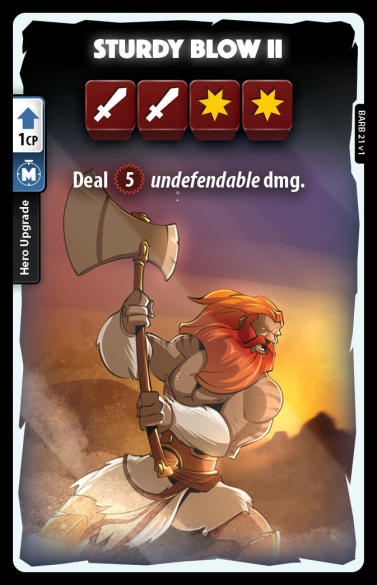 STURDY BLOW II
1CP
M
Hero Upgrade
BARB 21 v1
Deal 5 undefendable dmg.